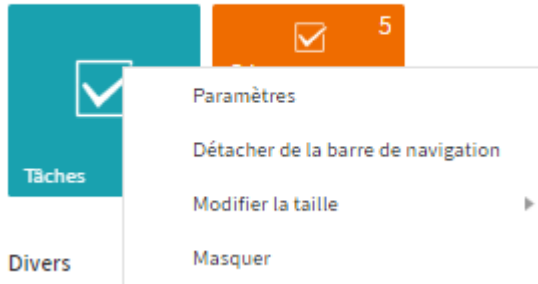 5
Paramètres
Détacher de la barre de navigation
Tâches
Modifier la taille
Divers
Masquer